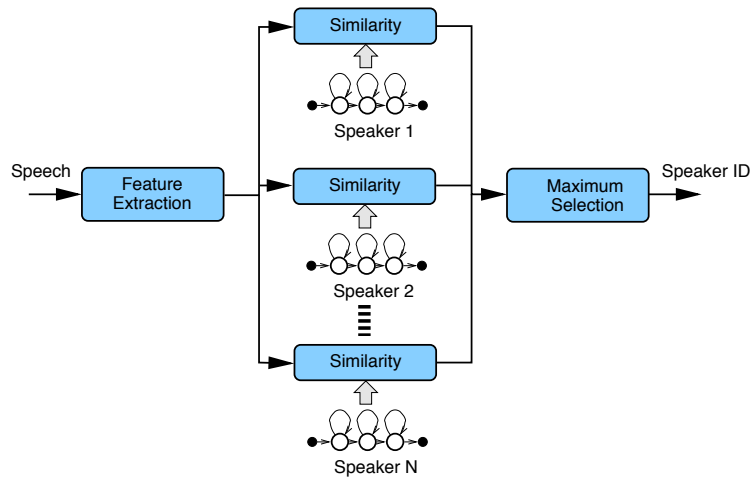 Similarity
Speaker 1
Speech
Feature
Extraction
Similarity
Maximum
Selection
Speaker ID
Speaker 2
Similarity
Speaker N